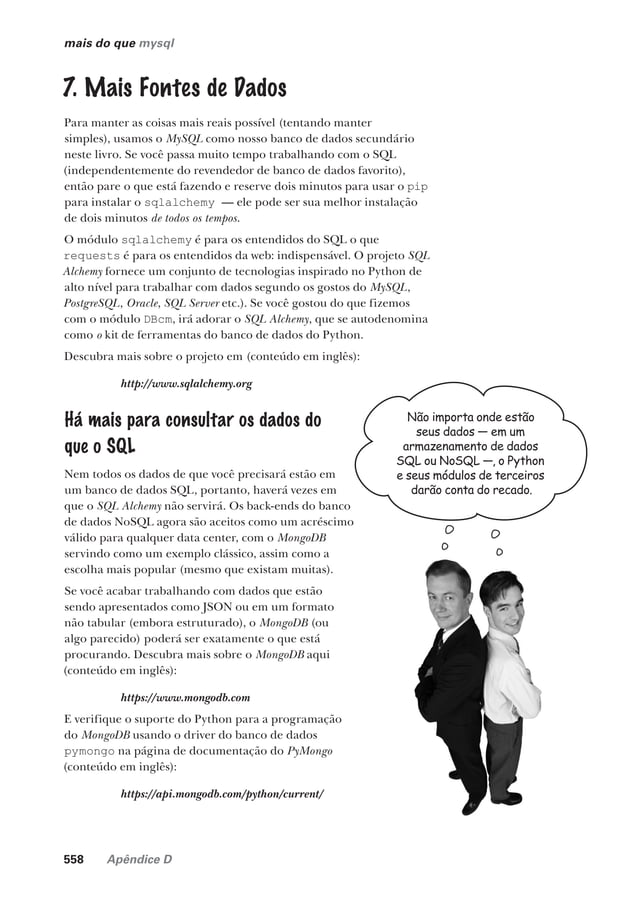 mais do que mysql
7. Mais Fontes de Dados
Para manter as coisas mais reais possível (tentando manter
simples), usamos o MySQL como nosso banco de dados secundário
neste livro. Se você passa muito tempo trabalhando com o SQL
(independentemente do revendedor de banco de dados favorito),
então pare o que está fazendo e reserve dois minutos para usar o pip
para instalar o sqlalchemy — ele pode ser sua melhor instalação
de dois minutos de todos os tempos.
O módulo sqlalchemy é para os entendidos do SQL o que
requests é para os entendidos da web: indispensável. O projeto SQL
Alchemy fornece um conjunto de tecnologias inspirado no Python de
alto nível para trabalhar com dados segundo os gostos do MySQL,
PostgreSQL, Oracle, SQL Server etc.). Se você gostou do que fizemos
com o módulo DBcm, irá adorar o SQL Alchemy, que se autodenomina
como o kit de ferramentas do banco de dados do Python.
Descubra mais sobre o projeto em (conteúdo em inglês):
http://www.sqlalchemy.org
Há mais para consultar os dados do
que o SQL
Nem todos os dados de que você precisará estão em
um banco de dados SQL, portanto, haverá vezes em
que o SQL Alchemy não servirá. Os back-ends do banco
de dados NoSQL agora são aceitos como um acréscimo
válido para qualquer data center, com o MongoDB
servindo como um exemplo clássico, assim como a
escolha mais popular (mesmo que existam muitas).
Se você acabar trabalhando com dados que estão
sendo apresentados como JSON ou em um formato
não tabular (embora estruturado), o MongoDB (ou
algo parecido) poderá ser exatamente o que está
procurando. Descubra mais sobre o MongoDB aqui
(conteúdo em inglês):
https://www.mongodb.com
E verifique o suporte do Python para a programação
do MongoDB usando o driver do banco de dados
pymongo na página de documentação do PyMongo
(conteúdo em inglês):
https://api.mongodb.com/python/current/
Não importa onde estão
seus dados — em um
armazenamento de dados
SQL ou NoSQL —, o Python
e seus módulos de terceiros
darão conta do recado.
558 Apêndice D